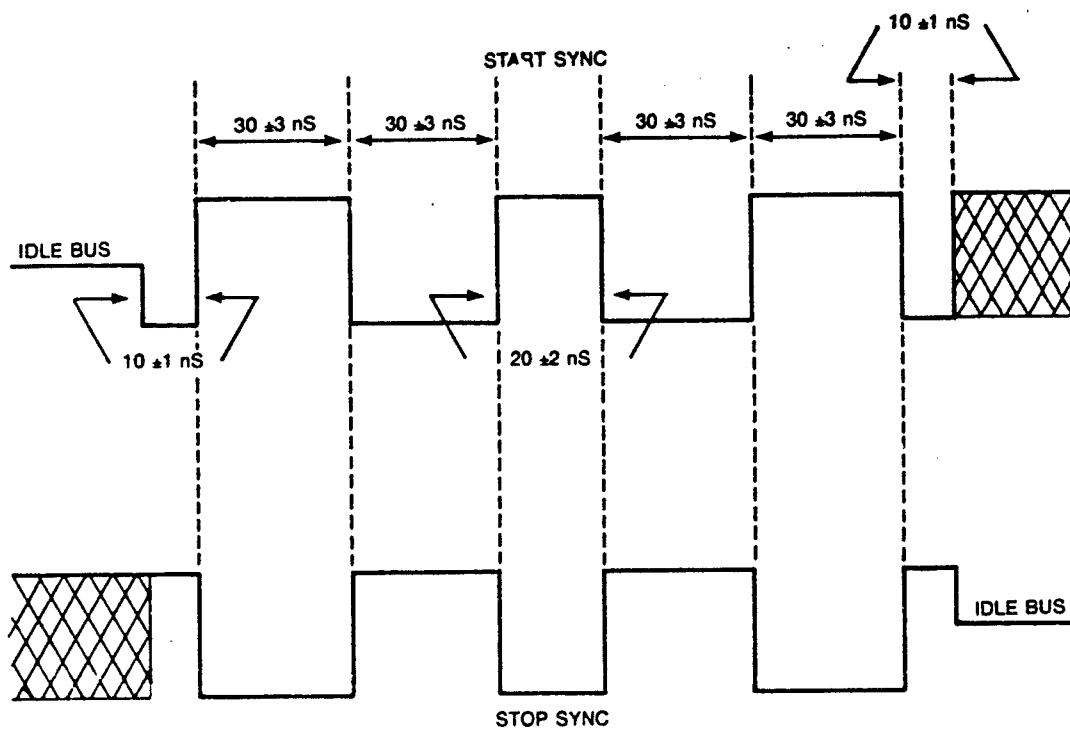 10 ±1 nS
START SYNC
30 ±3 nS
30 ±3 nS
30 ±3 nS
30 ±3 nS
IDLE BUS
10 ±1 nS
20 ±2 nS
IDLE BUS
STOP SYNC